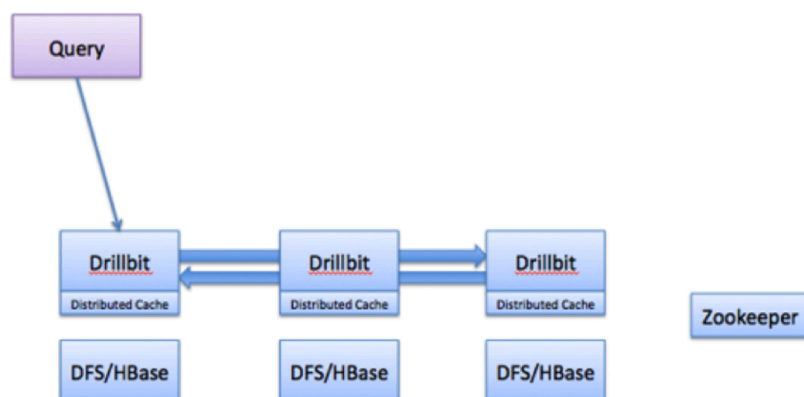 Query
Drillbit
Distributed Cache
Drillbit
Distributed Cache
Drillbit
Distributed Cache
Zookeeper
DFS/HBase
DFS/HBase
DFS/HBase